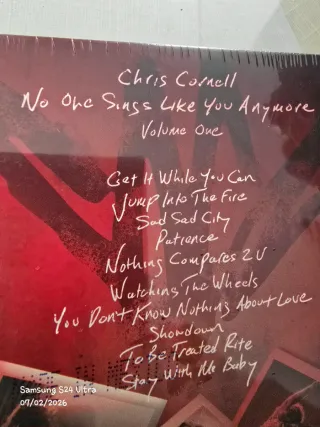 Chris Cornell
No One Sings Like You Anymore
Volume One
Get It While You Can
Jump Into The Fire
Sad Sad City
Patience
Nothing Compares 2 U
Watching The Wheels
You Don't Know Nothing About Love
Showdown
To be Treated Rite
Stay With Me Baby
Samsung S24 Ultra
07/02/2026